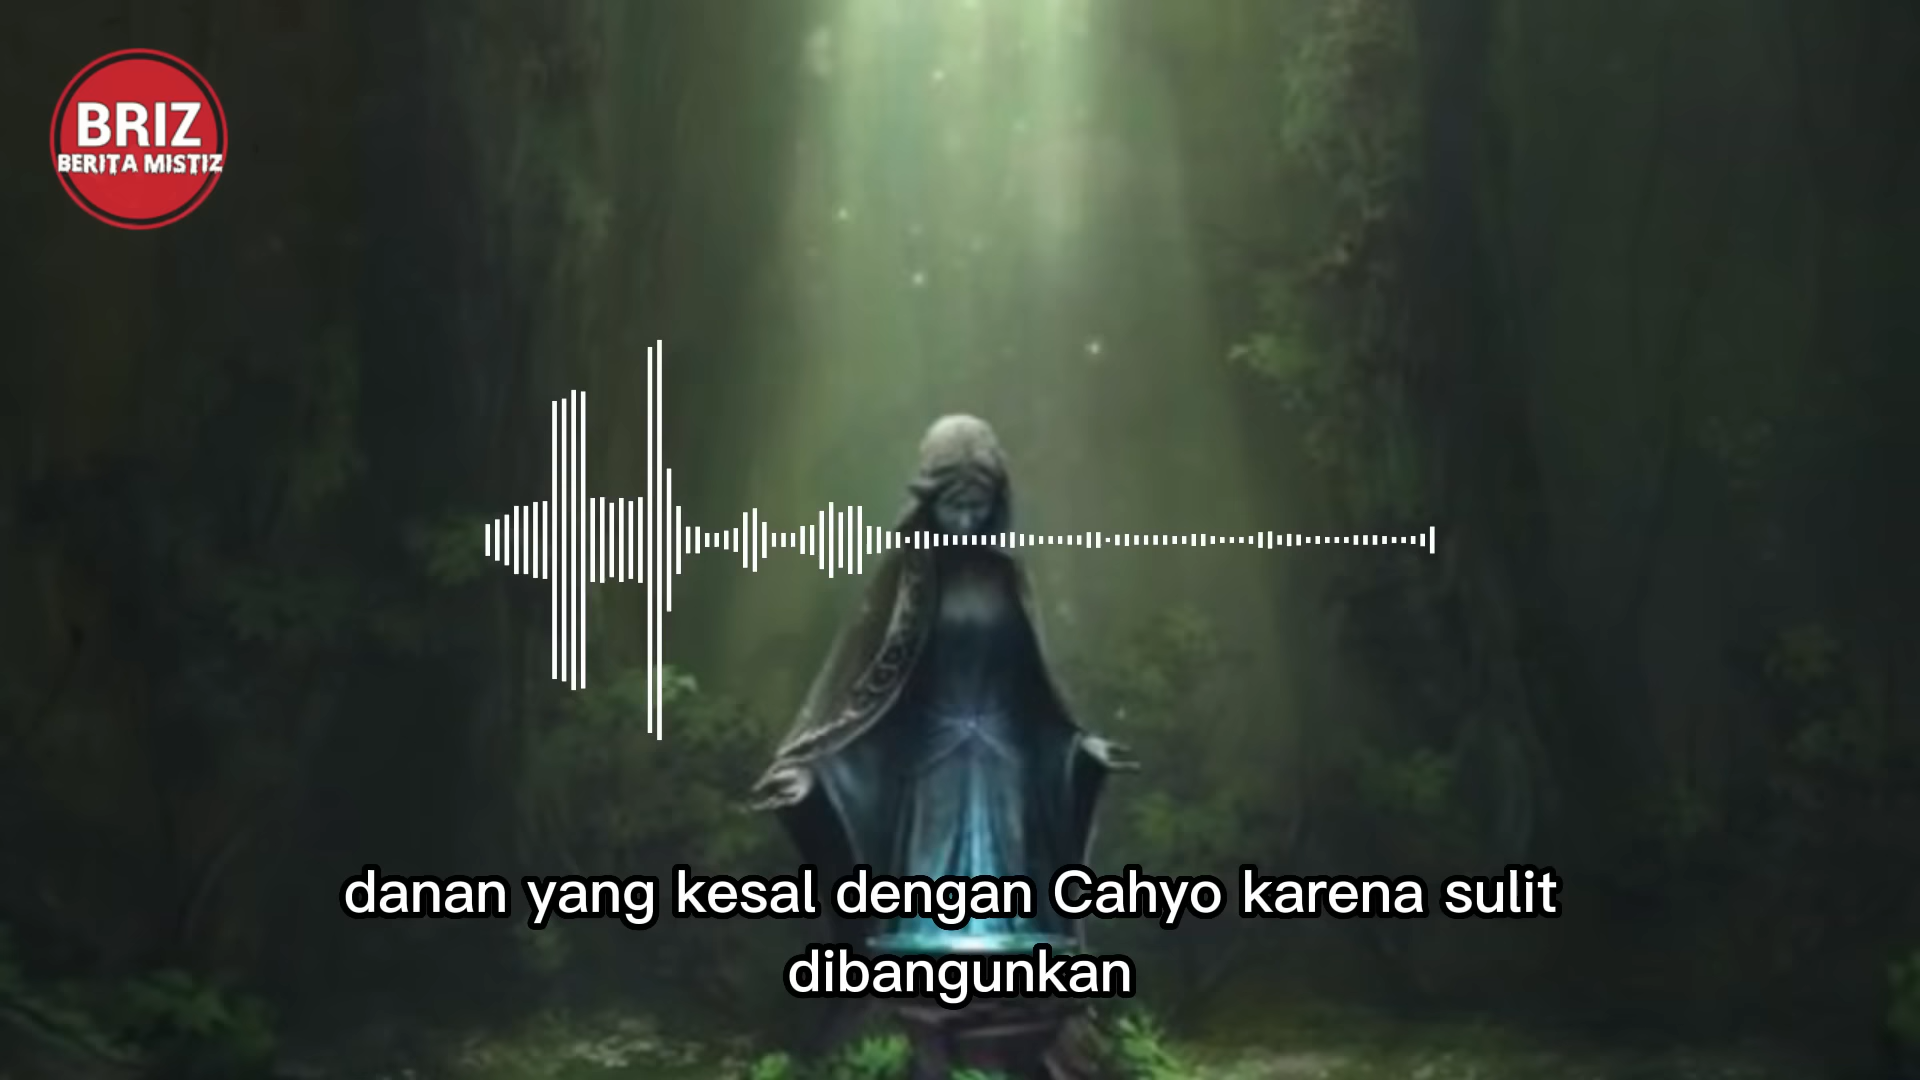 BRIZ
BERITA MISTIZ
danan yang kesal dengan Cahyo karena sulit
dibangunkan